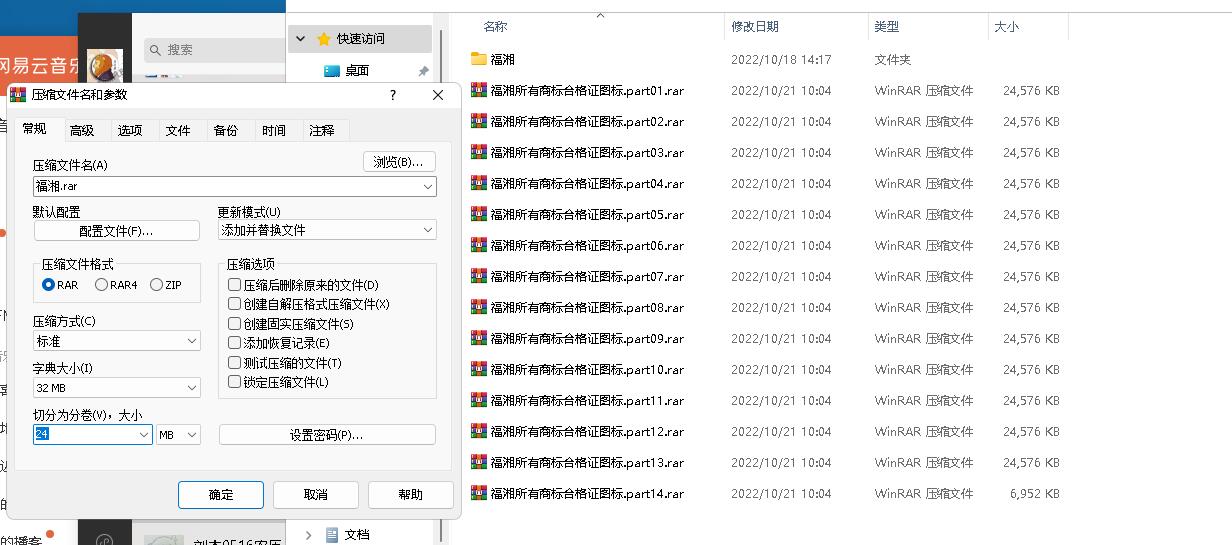 网易云音乐
搜索
快速访问
桌面
文档
名称 修改日期 类型 大小
福湘 2022/10/18 14:17 文件夹
福湘所有商标合格证图标.part01.rar 2022/10/21 10:04 WinRAR 压缩文件 24,576 KB
福湘所有商标合格证图标.part02.rar 2022/10/21 10:04 WinRAR 压缩文件 24,576 KB
福湘所有商标合格证图标.part03.rar 2022/10/21 10:04 WinRAR 压缩文件 24,576 KB
福湘所有商标合格证图标.part04.rar 2022/10/21 10:04 WinRAR 压缩文件 24,576 KB
福湘所有商标合格证图标.part05.rar 2022/10/21 10:04 WinRAR 压缩文件 24,576 KB
福湘所有商标合格证图标.part06.rar 2022/10/21 10:04 WinRAR 压缩文件 24,576 KB
福湘所有商标合格证图标.part07.rar 2022/10/21 10:04 WinRAR 压缩文件 24,576 KB
福湘所有商标合格证图标.part08.rar 2022/10/21 10:04 WinRAR 压缩文件 24,576 KB
福湘所有商标合格证图标.part09.rar 2022/10/21 10:04 WinRAR 压缩文件 24,576 KB
福湘所有商标合格证图标.part10.rar 2022/10/21 10:04 WinRAR 压缩文件 24,576 KB
福湘所有商标合格证图标.part11.rar 2022/10/21 10:04 WinRAR 压缩文件 24,576 KB
福湘所有商标合格证图标.part12.rar 2022/10/21 10:04 WinRAR 压缩文件 24,576 KB
福湘所有商标合格证图标.part13.rar 2022/10/21 10:04 WinRAR 压缩文件 24,576 KB
福湘所有商标合格证图标.part14.rar 2022/10/21 10:04 WinRAR 压缩文件 6,952 KB
压缩文件名和参数 ?
常规 高级 选项 文件 备份 时间 注释
压缩文件名(A) 浏览(B)...
福湘.rar
默认配置 更新模式(U)
配置文件(F)... 添加并替换文件
压缩文件格式
RAR RAR4 ZIP
压缩方式(C)
标准
字典大小(I)
32 MB
切分为分卷(V)，大小
24 MB
压缩选项
压缩后删除原来的文件(D)
创建自解压格式压缩文件(X)
创建固实压缩文件(S)
添加恢复记录(E)
测试压缩的文件(T)
锁定压缩文件(L)
设置密码(P)...
确定 取消 帮助
的播客